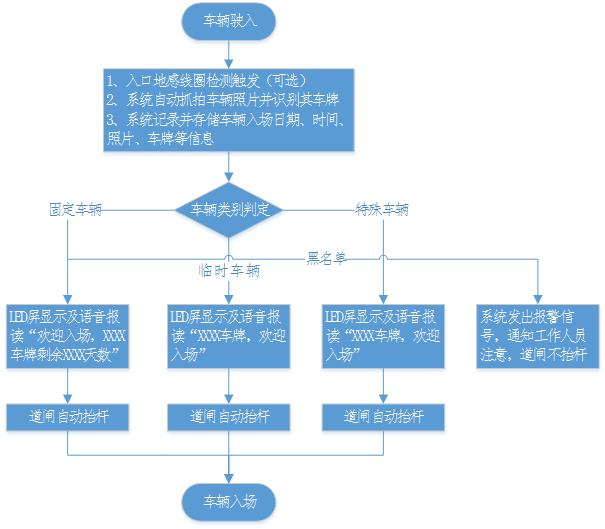 车辆驶入
1、入口地感线圈检测触发（可选）
2、系统自动抓拍车辆照片并识别其车牌
3、系统记录并存储车辆入场日期、时间、
照片、车牌等信息
固定车辆
车辆类别判定
特殊车辆
临时车辆
黑名单
LED屏显示及语音报
读“欢迎入场，XXX
车牌剩余XXX天数”
LED屏显示及语音报
读“XXX车牌，欢迎
入场”
LED屏显示及语音报
读“XXX车牌，欢迎
入场”
系统发出报警信
号，通知工作人员
注意，道闸不抬杆
道闸自动抬杆
道闸自动抬杆
道闸自动抬杆
车辆入场